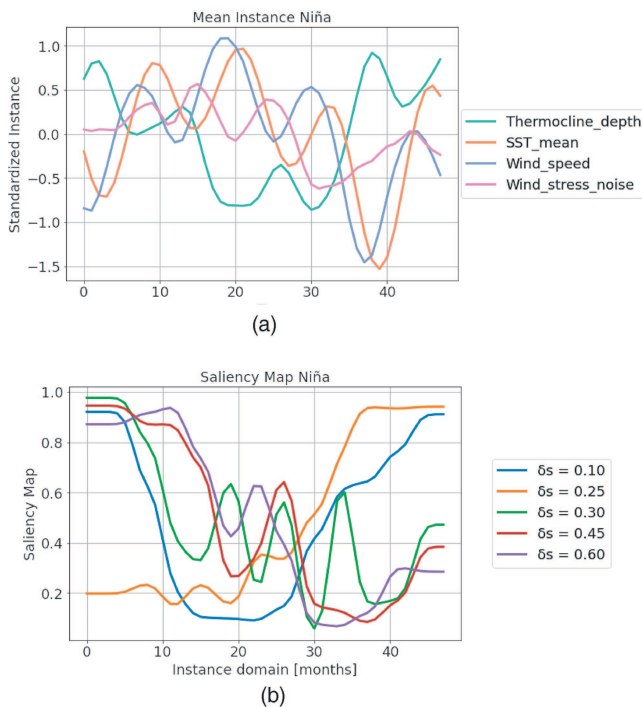 Mean Instance Niña
Standardized Instance
1.0
0.5
0.0
−0.5
−1.0
−1.5
0
10
20
30
40
Thermocline_depth
SST_mean
Wind_speed
Wind_stress_noise
(a)
Saliency Map Niña
Saliency Map
1.0
0.8
0.6
0.4
0.2
0
10
20
30
40
Instance domain [months]
δs = 0.10
δs = 0.25
δs = 0.30
δs = 0.45
δs = 0.60
(b)